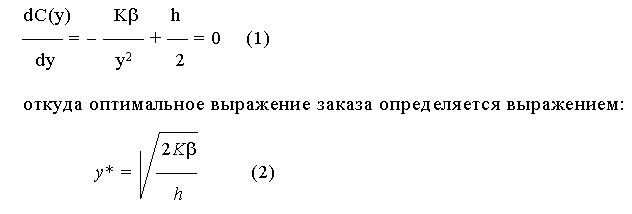 dC(y)/dy = – Kβ/y² + h/2 = 0 (1)
откуда оптимальное выражение заказа определяется выражением:
y* = √(2Kβ/h) (2)